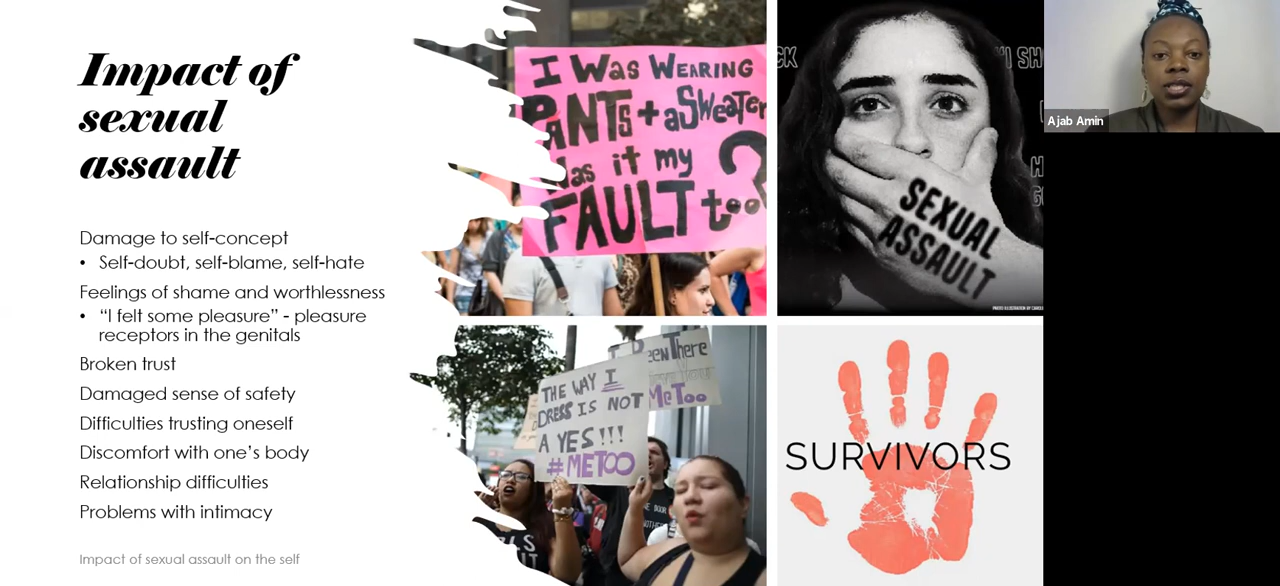 Impact of
sexual
assault
Damage to self-concept
• Self-doubt, self-blame, self-hate
Feelings of shame and worthlessness
• “I felt some pleasure” - pleasure
receptors in the genitals
Broken trust
Damaged sense of safety
Difficulties trusting oneself
Discomfort with one’s body
Relationship difficulties
Problems with intimacy
Impact of sexual assault on the self
I WAS WEARING
PANTS + a SWeateR
Was it my
FAULT too?
THE WAY I
DRESS IS NOT
A YES!!!
#METOO
There
MeToo
SEXUAL
ASSAULT
SURVIVORS
Ajab Amin